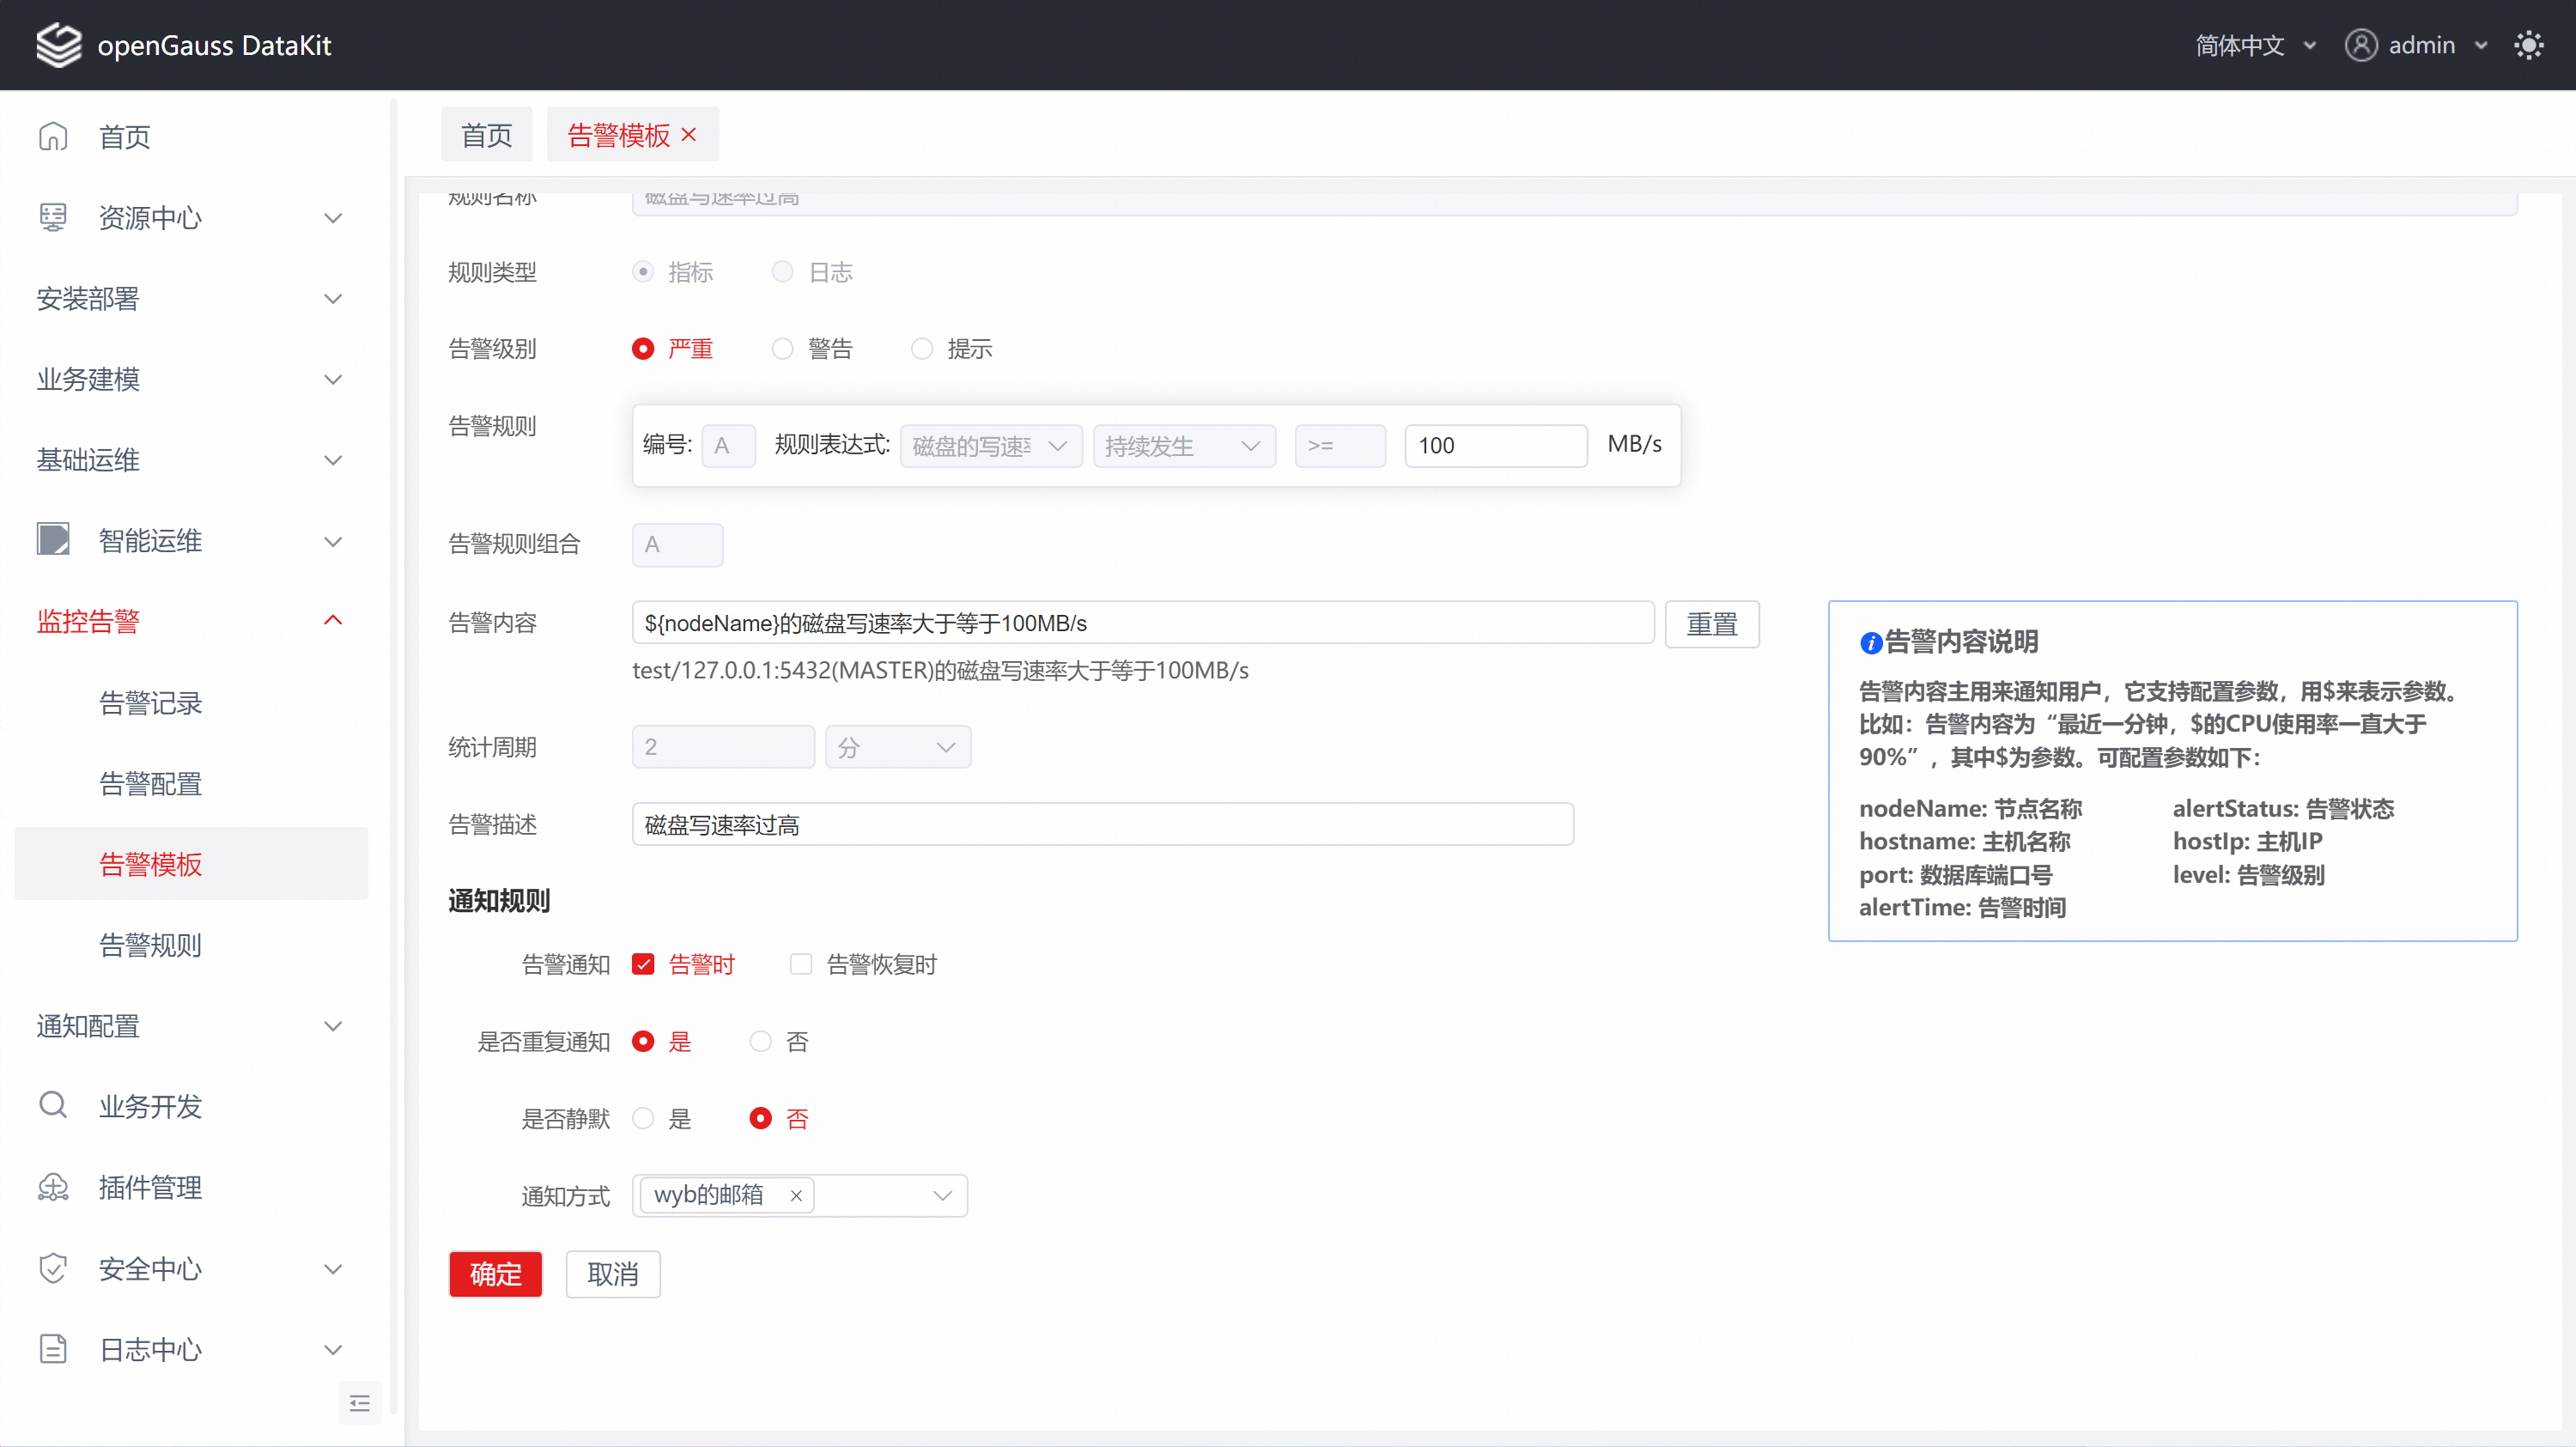 openGauss DataKit
简体中文
admin
首页
资源中心
安装部署
业务建模
基础运维
智能运维
监控告警
告警记录
告警配置
告警模板
告警规则
通知配置
业务开发
插件管理
安全中心
日志中心
首页 告警模板
规则名称 磁盘写速率过高
规则类型 指标 日志
告警级别 严重 警告 提示
告警规则 编号: A 规则表达式: 磁盘的写速 持续发生 >= 100 MB/s
告警规则组合 A
告警内容 ${nodeName}的磁盘写速率大于等于100MB/s 重置
test/127.0.0.1:5432(MASTER)的磁盘写速率大于等于100MB/s
统计周期 2 分
告警描述 磁盘写速率过高
通知规则
告警通知 告警时 告警恢复时
是否重复通知 是 否
是否静默 是 否
通知方式 wyb的邮箱
确定 取消
告警内容说明
告警内容主用来通知用户，它支持配置参数，用$来表示参数。
比如：告警内容为“最近一分钟，$的CPU使用率一直大于
90%”，其中$为参数。可配置参数如下：
nodeName: 节点名称 alertStatus: 告警状态
hostname: 主机名称 hostIp: 主机IP
port: 数据库端口号 level: 告警级别
alertTime: 告警时间